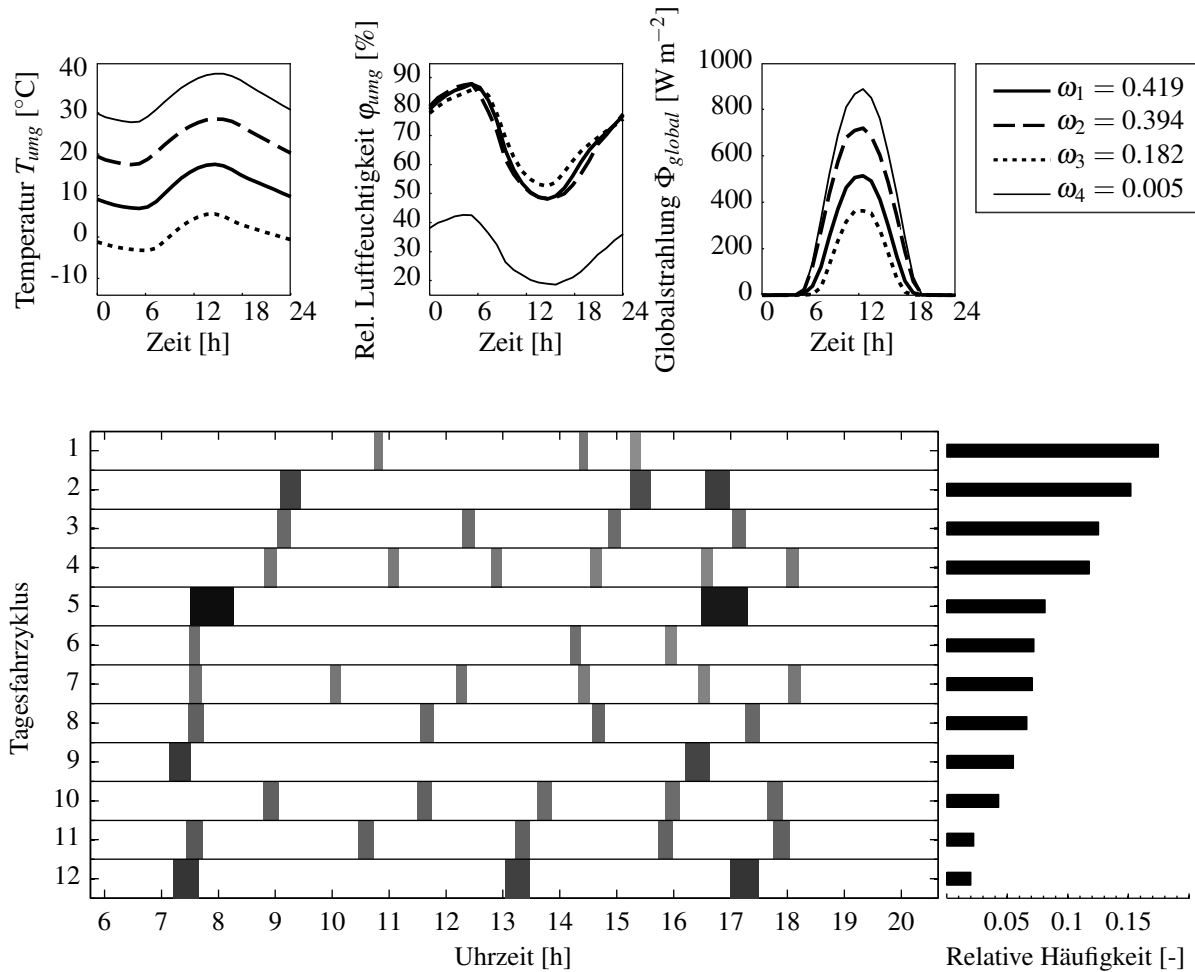 Temperatur T_umg [°C]
40
30
20
10
0
-10
0 6 12 18 24
Zeit [h]
Rel. Luftfeuchtigkeit φ_umg [%]
90
80
70
60
50
40
30
20
0 6 12 18 24
Zeit [h]
Globalstrahlung Φ_global [W m⁻²]
1000
800
600
400
200
0
0 6 12 18 24
Zeit [h]
ω₁ = 0.419
ω₂ = 0.394
ω₃ = 0.182
ω₄ = 0.005
Tagesfahrzyklus
1
2
3
4
5
6
7
8
9
10
11
12
6 7 8 9 10 11 12 13 14 15 16 17 18 19 20
Uhrzeit [h]
0.05 0.1 0.15
Relative Häufigkeit [-]